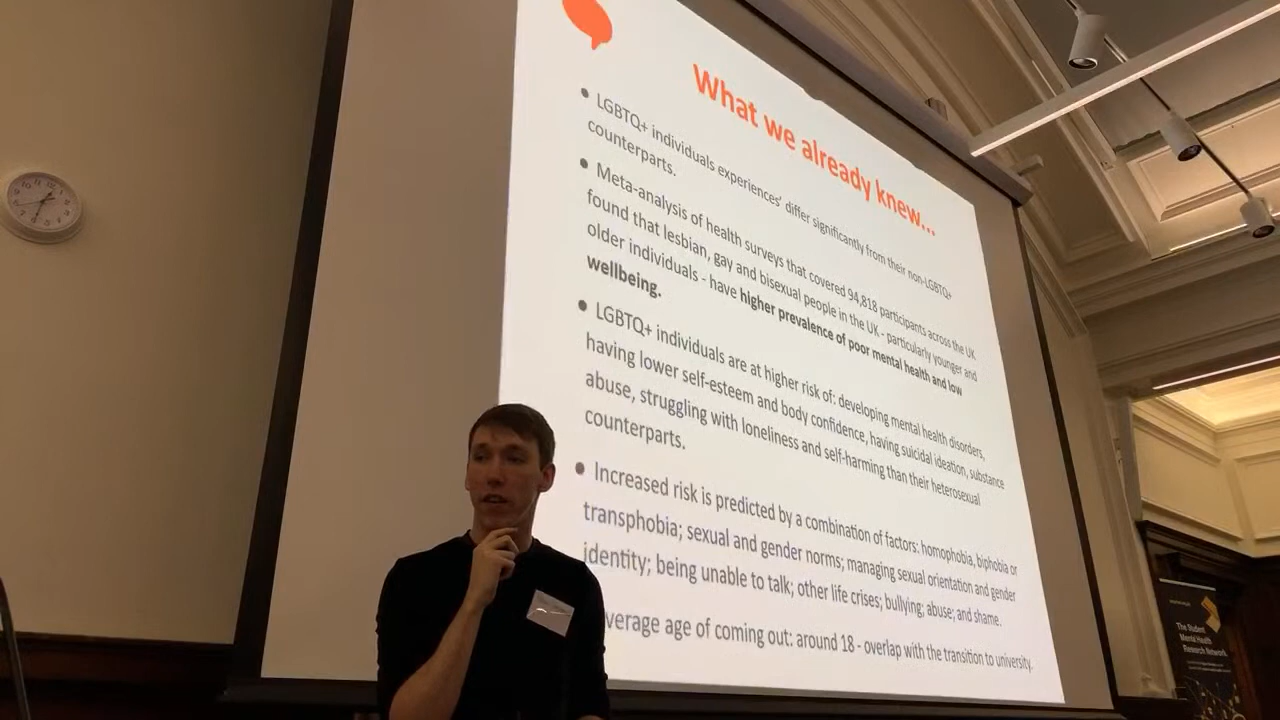 What we already knew...
• LGBTQ+ individuals experiences' differ significantly from their non-LGBTQ+
counterparts.
• Meta-analysis of health surveys that covered 94,818 participants across the UK
found that lesbian, gay and bisexual people in the UK - particularly younger and
older individuals - have higher prevalence of poor mental health and low
wellbeing.
• LGBTQ+ individuals are at higher risk of: developing mental health disorders,
having lower self-esteem and body confidence, having suicidal ideation, substance
abuse, struggling with loneliness and self-harming than their heterosexual
counterparts.
• Increased risk is predicted by a combination of factors: homophobia, biphobia or
transphobia; sexual and gender norms; managing sexual orientation and gender
identity; being unable to talk; other life crises; bullying; abuse; and shame.
verage age of coming out: around 18 - overlap with the transition to university.
The Student
Mental Health
Research Network